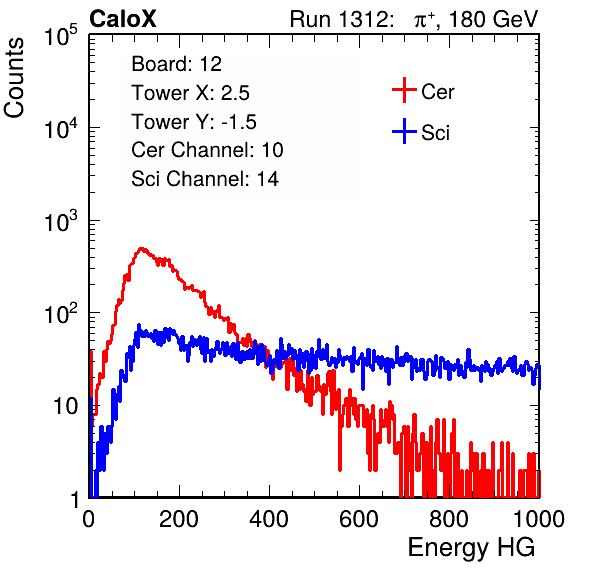 CaloX Run 1312: π⁺, 180 GeV
Board: 12
Tower X: 2.5
Tower Y: -1.5
Cer Channel: 10
Sci Channel: 14
Cer
Sci
Counts
10⁵
10⁴
10³
10²
10
1
0 200 400 600 800 1000
Energy HG